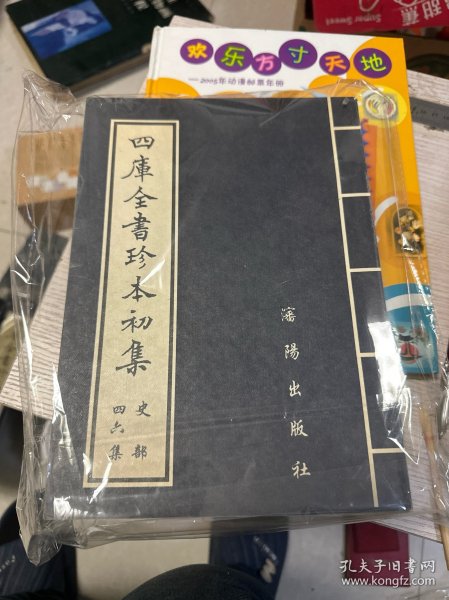 Super Sweet
欢乐方寸天地
—2005年动漫邮票年册
四庫全書珍本初集
史部
四六集
瀋陽出版社
孔夫子旧书网
www.kongfz.com